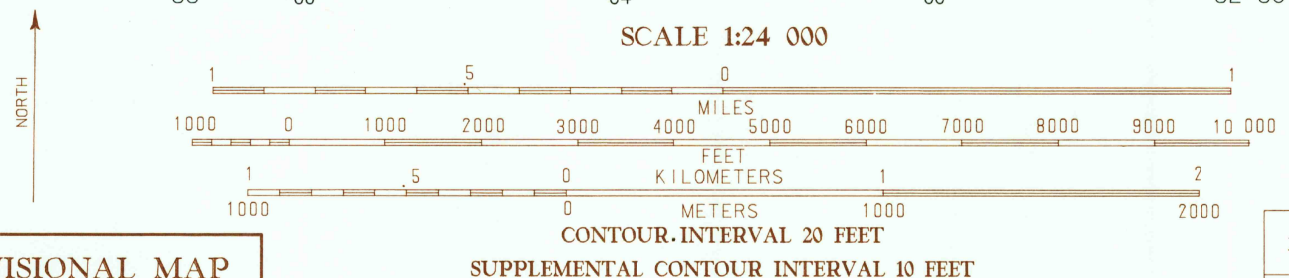 SCALE 1:24 000
NORTH
1 .5 0 1
MILES
1000 0 1000 2000 3000 4000 5000 6000 7000 8000 9000 10 000
FEET
1 .5 0 KILOMETERS 1 2
1000 0 METERS 1000 2000
CONTOUR.INTERVAL 20 FEET
VISIONAL MAP
SUPPLEMENTAL CONTOUR INTERVAL 10 FEET